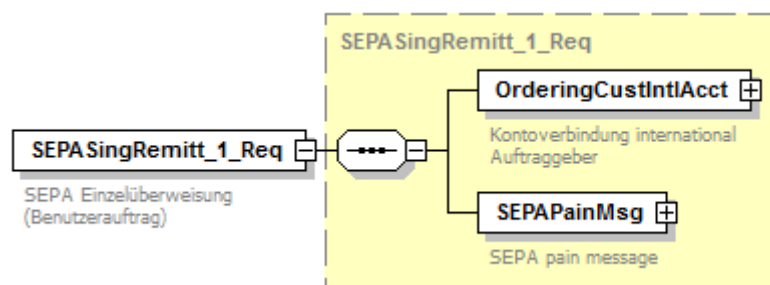 SEPASingRemitt_1_Req
OrderingCustIntlAcct
Kontoverbindung international
Auftraggeber
SEPASingRemitt_1_Req
SEPA Einzelüberweisung
(Benutzerauftrag)
SEPAPainMsg
SEPA pain message